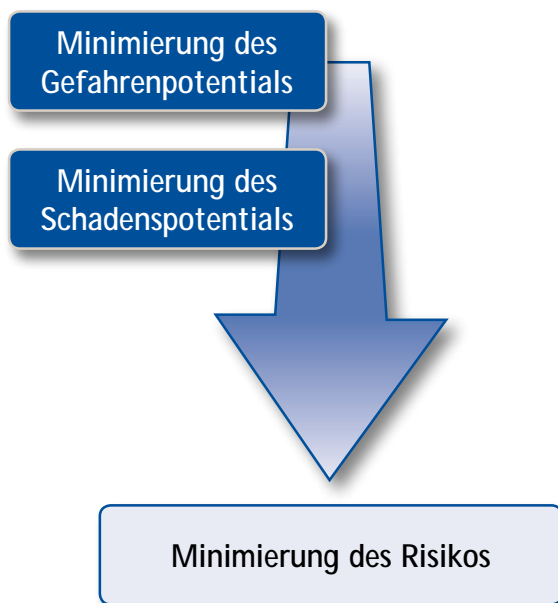 Minimierung des
Gefahrenpotentials
Minimierung des
Schadenspotentials
Minimierung des Risikos